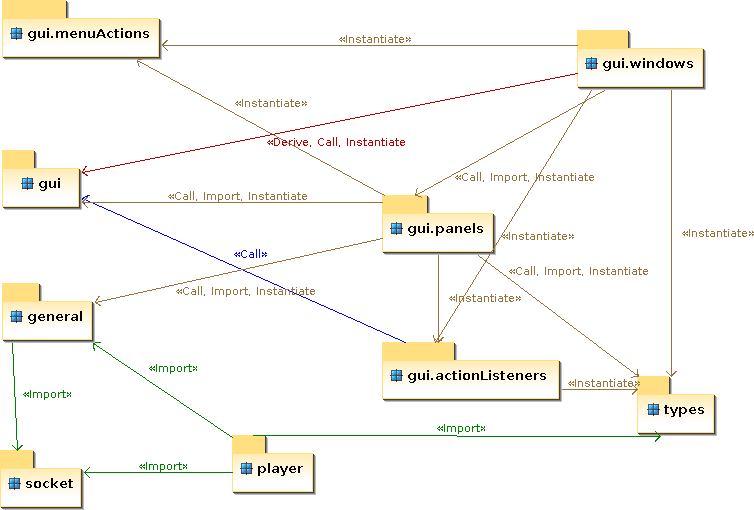 gui.menuActions
«Instantiate»
gui.windows
«Instantiate»
«Derive, Call, Instantiate
«Call, Import, Instantiate
gui
«Call, Import, Instantiate
gui.panels
«Instantiate»
«Instantiate»
«Call»
«Call, Import, Instantiate
«Call, Import, Instantiate
«Instantiate»
general
«Import»
gui.actionListeners
«Instantiate»
«Import»
types
«Import»
«Import»
player
socket